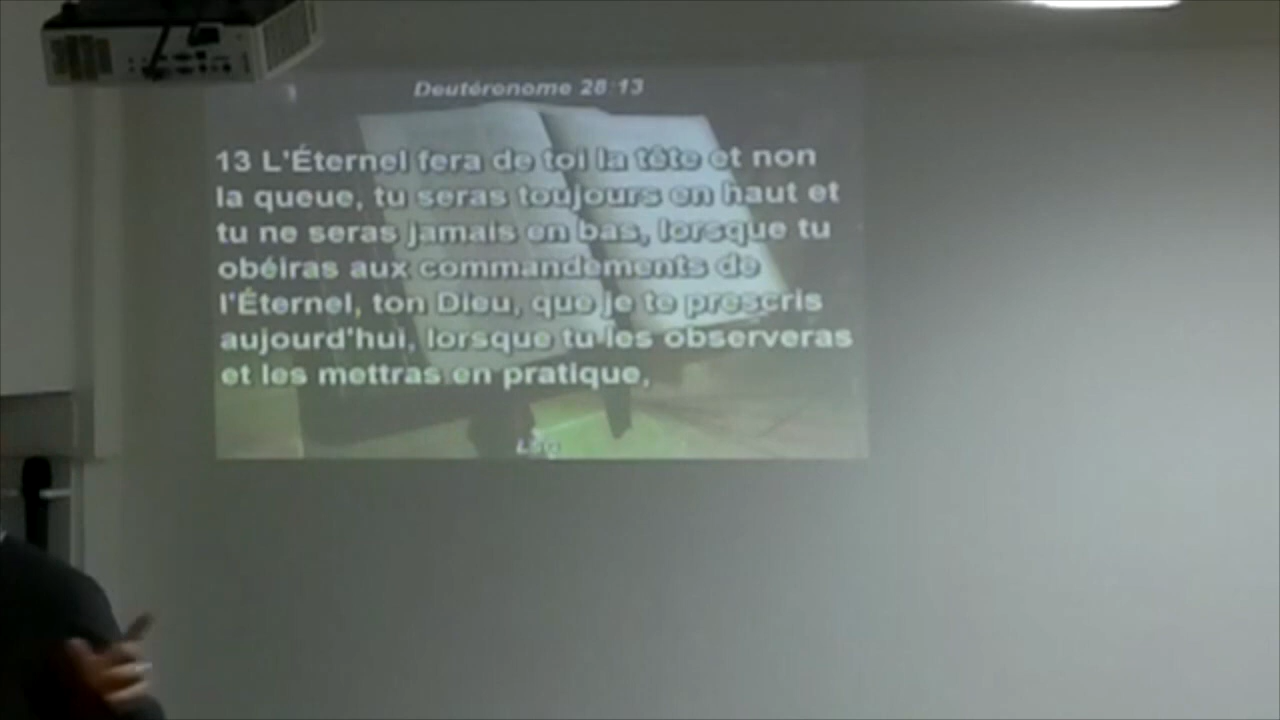 Deutéronome 28:13
13 L'Éternel fera de toi la tête et non
la queue, tu seras toujours en haut et
tu ne seras jamais en bas, lorsque tu
obéiras aux commandements de
l'Éternel, ton Dieu, que je te prescris
aujourd'hui, lorsque tu les observeras
et les mettras en pratique,